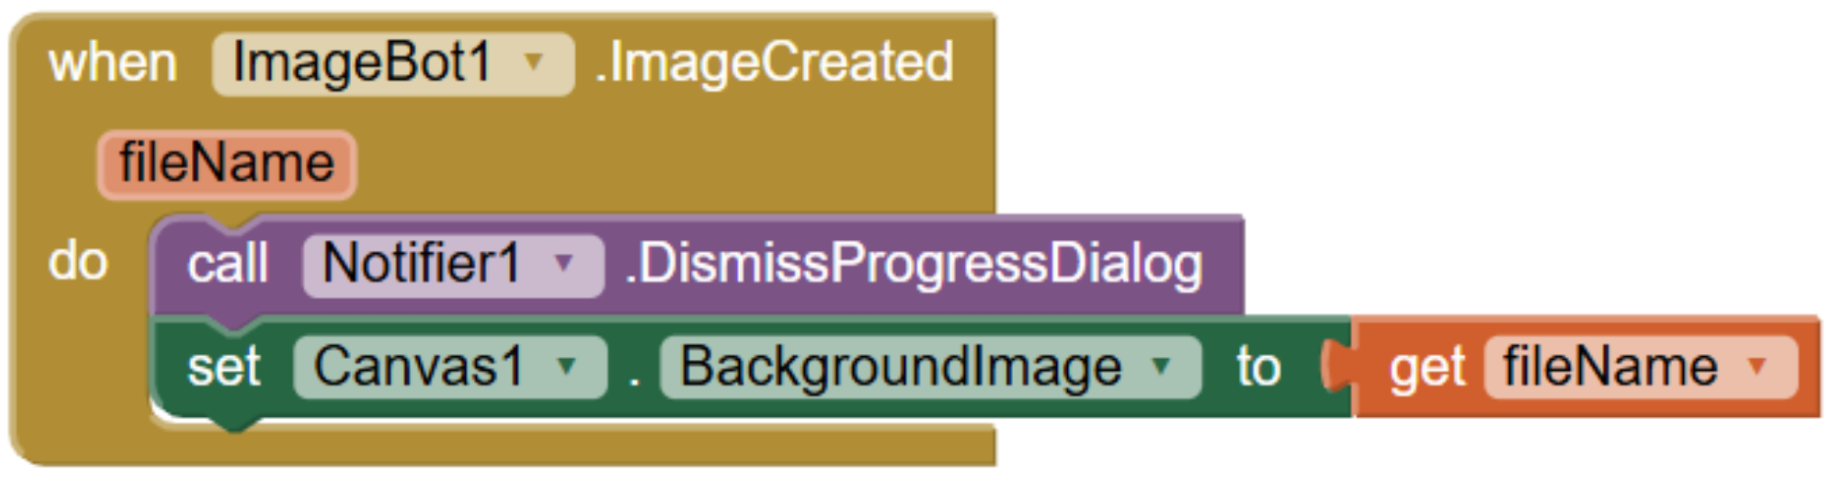 when ImageBot1 .ImageCreated
fileName
do call Notifier1 .DismissProgressDialog
set Canvas1 . BackgroundImage to get fileName